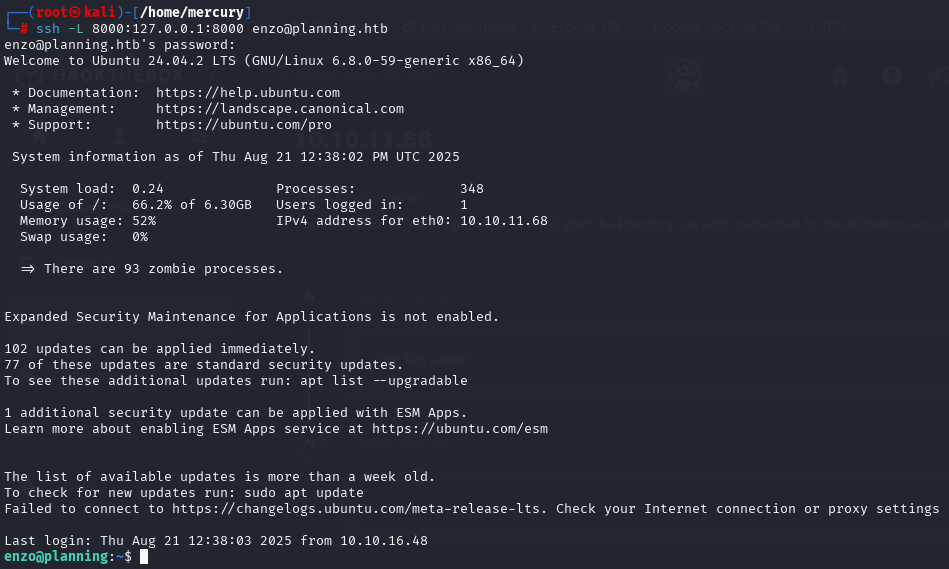 ┌──(root㉿kali)-[/home/mercury]
└─# ssh -L 8000:127.0.0.1:8000 enzo@planning.htb
enzo@planning.htb's password:
Welcome to Ubuntu 24.04.2 LTS (GNU/Linux 6.8.0-59-generic x86_64)
* Documentation:  https://help.ubuntu.com
* Management:     https://landscape.canonical.com
* Support:        https://ubuntu.com/pro
System information as of Thu Aug 21 12:38:02 PM UTC 2025
System load:  0.24              Processes:             348
Usage of /:   66.2% of 6.30GB   Users logged in:       1
Memory usage: 52%               IPv4 address for eth0: 10.10.11.68
Swap usage:   0%
=> There are 93 zombie processes.
Expanded Security Maintenance for Applications is not enabled.
102 updates can be applied immediately.
77 of these updates are standard security updates.
To see these additional updates run: apt list --upgradable
1 additional security update can be applied with ESM Apps.
Learn more about enabling ESM Apps service at https://ubuntu.com/esm
The list of available updates is more than a week old.
To check for new updates run: sudo apt update
Failed to connect to https://changelogs.ubuntu.com/meta-release-lts. Check your Internet connection or proxy settings
Last login: Thu Aug 21 12:38:03 2025 from 10.10.16.48
enzo@planning:~$